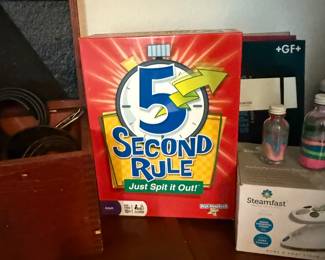 +GF+
5
SECOND
RULE
Just Spit it Out!
Steamfast